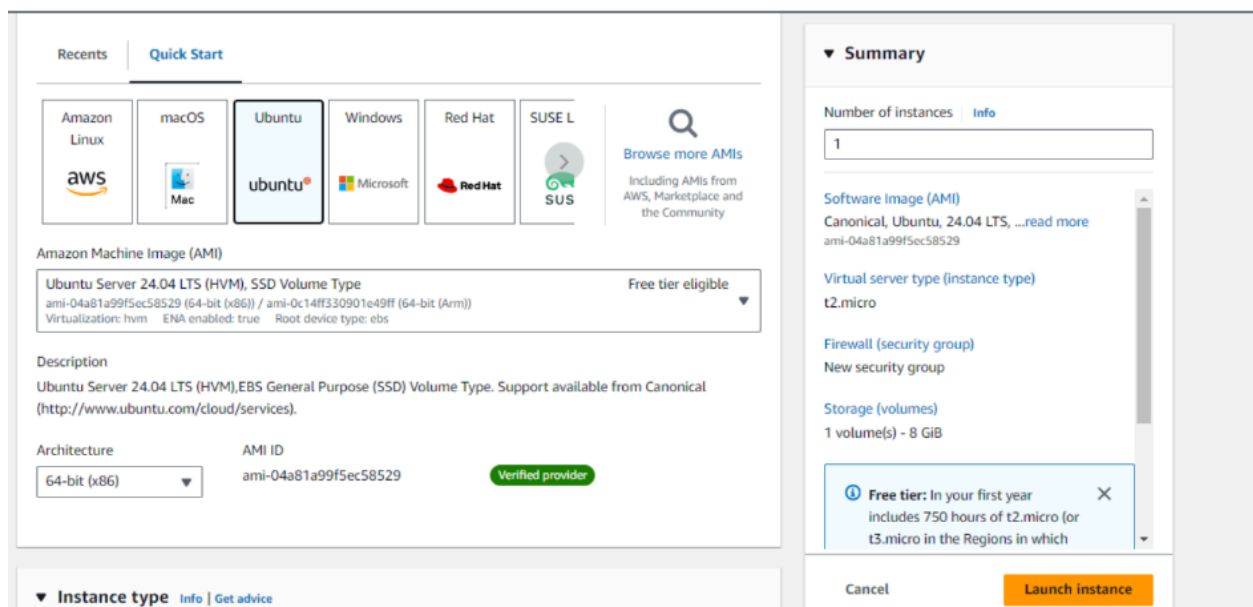 Recents
Quick Start
Amazon
Linux
aws
macOS
Mac
Ubuntu
ubuntu
Windows
Microsoft
Red Hat
Red Hat
SUSE L
SUS
Browse more AMIs
Including AMIs from
AWS, Marketplace and
the Community
Amazon Machine Image (AMI)
Ubuntu Server 24.04 LTS (HVM), SSD Volume Type
Free tier eligible
ami-04a81a99f5ec58529 (64-bit (x86)) / ami-0c14ff330901e49ff (64-bit (Arm))
Virtualization: hvm ENA enabled: true Root device type: ebs
Description
Ubuntu Server 24.04 LTS (HVM),EBS General Purpose (SSD) Volume Type. Support available from Canonical
(http://www.ubuntu.com/cloud/services).
Architecture
64-bit (x86)
AMI ID
ami-04a81a99f5ec58529
Verified provider
Instance type Info | Get advice
Summary
Number of instances Info
1
Software Image (AMI)
Canonical, Ubuntu, 24.04 LTS, ...read more
ami-04a81a99f5ec58529
Virtual server type (instance type)
t2.micro
Firewall (security group)
New security group
Storage (volumes)
1 volume(s) - 8 GiB
Free tier: In your first year
includes 750 hours of t2.micro (or
t3.micro in the Regions in which
Cancel
Launch instance